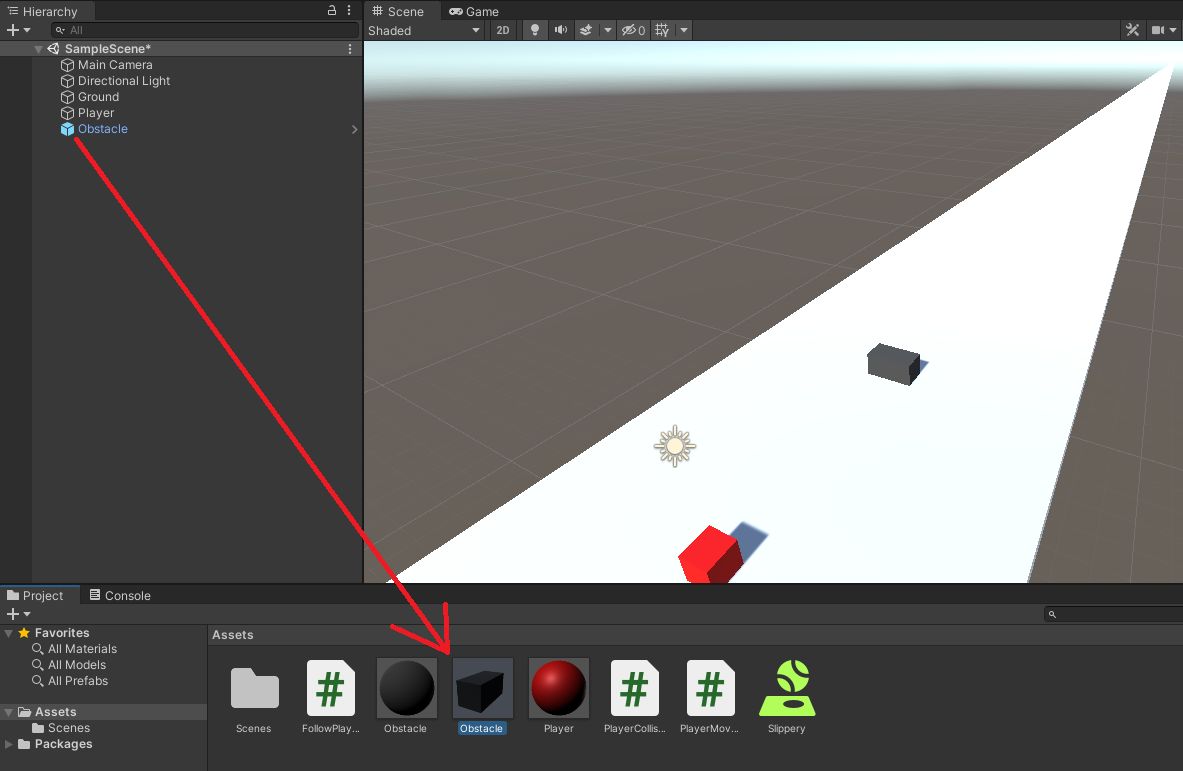 Hierarchy
All
SampleScene*
Main Camera
Directional Light
Ground
Player
Obstacle
Scene Game
Shaded 2D 0
Project Console
Favorites
All Materials
All Models
All Prefabs
Assets
Scenes
Packages
Assets
Scenes FollowPlay... Obstacle Obstacle Player PlayerCollis... PlayerMov... Slippery